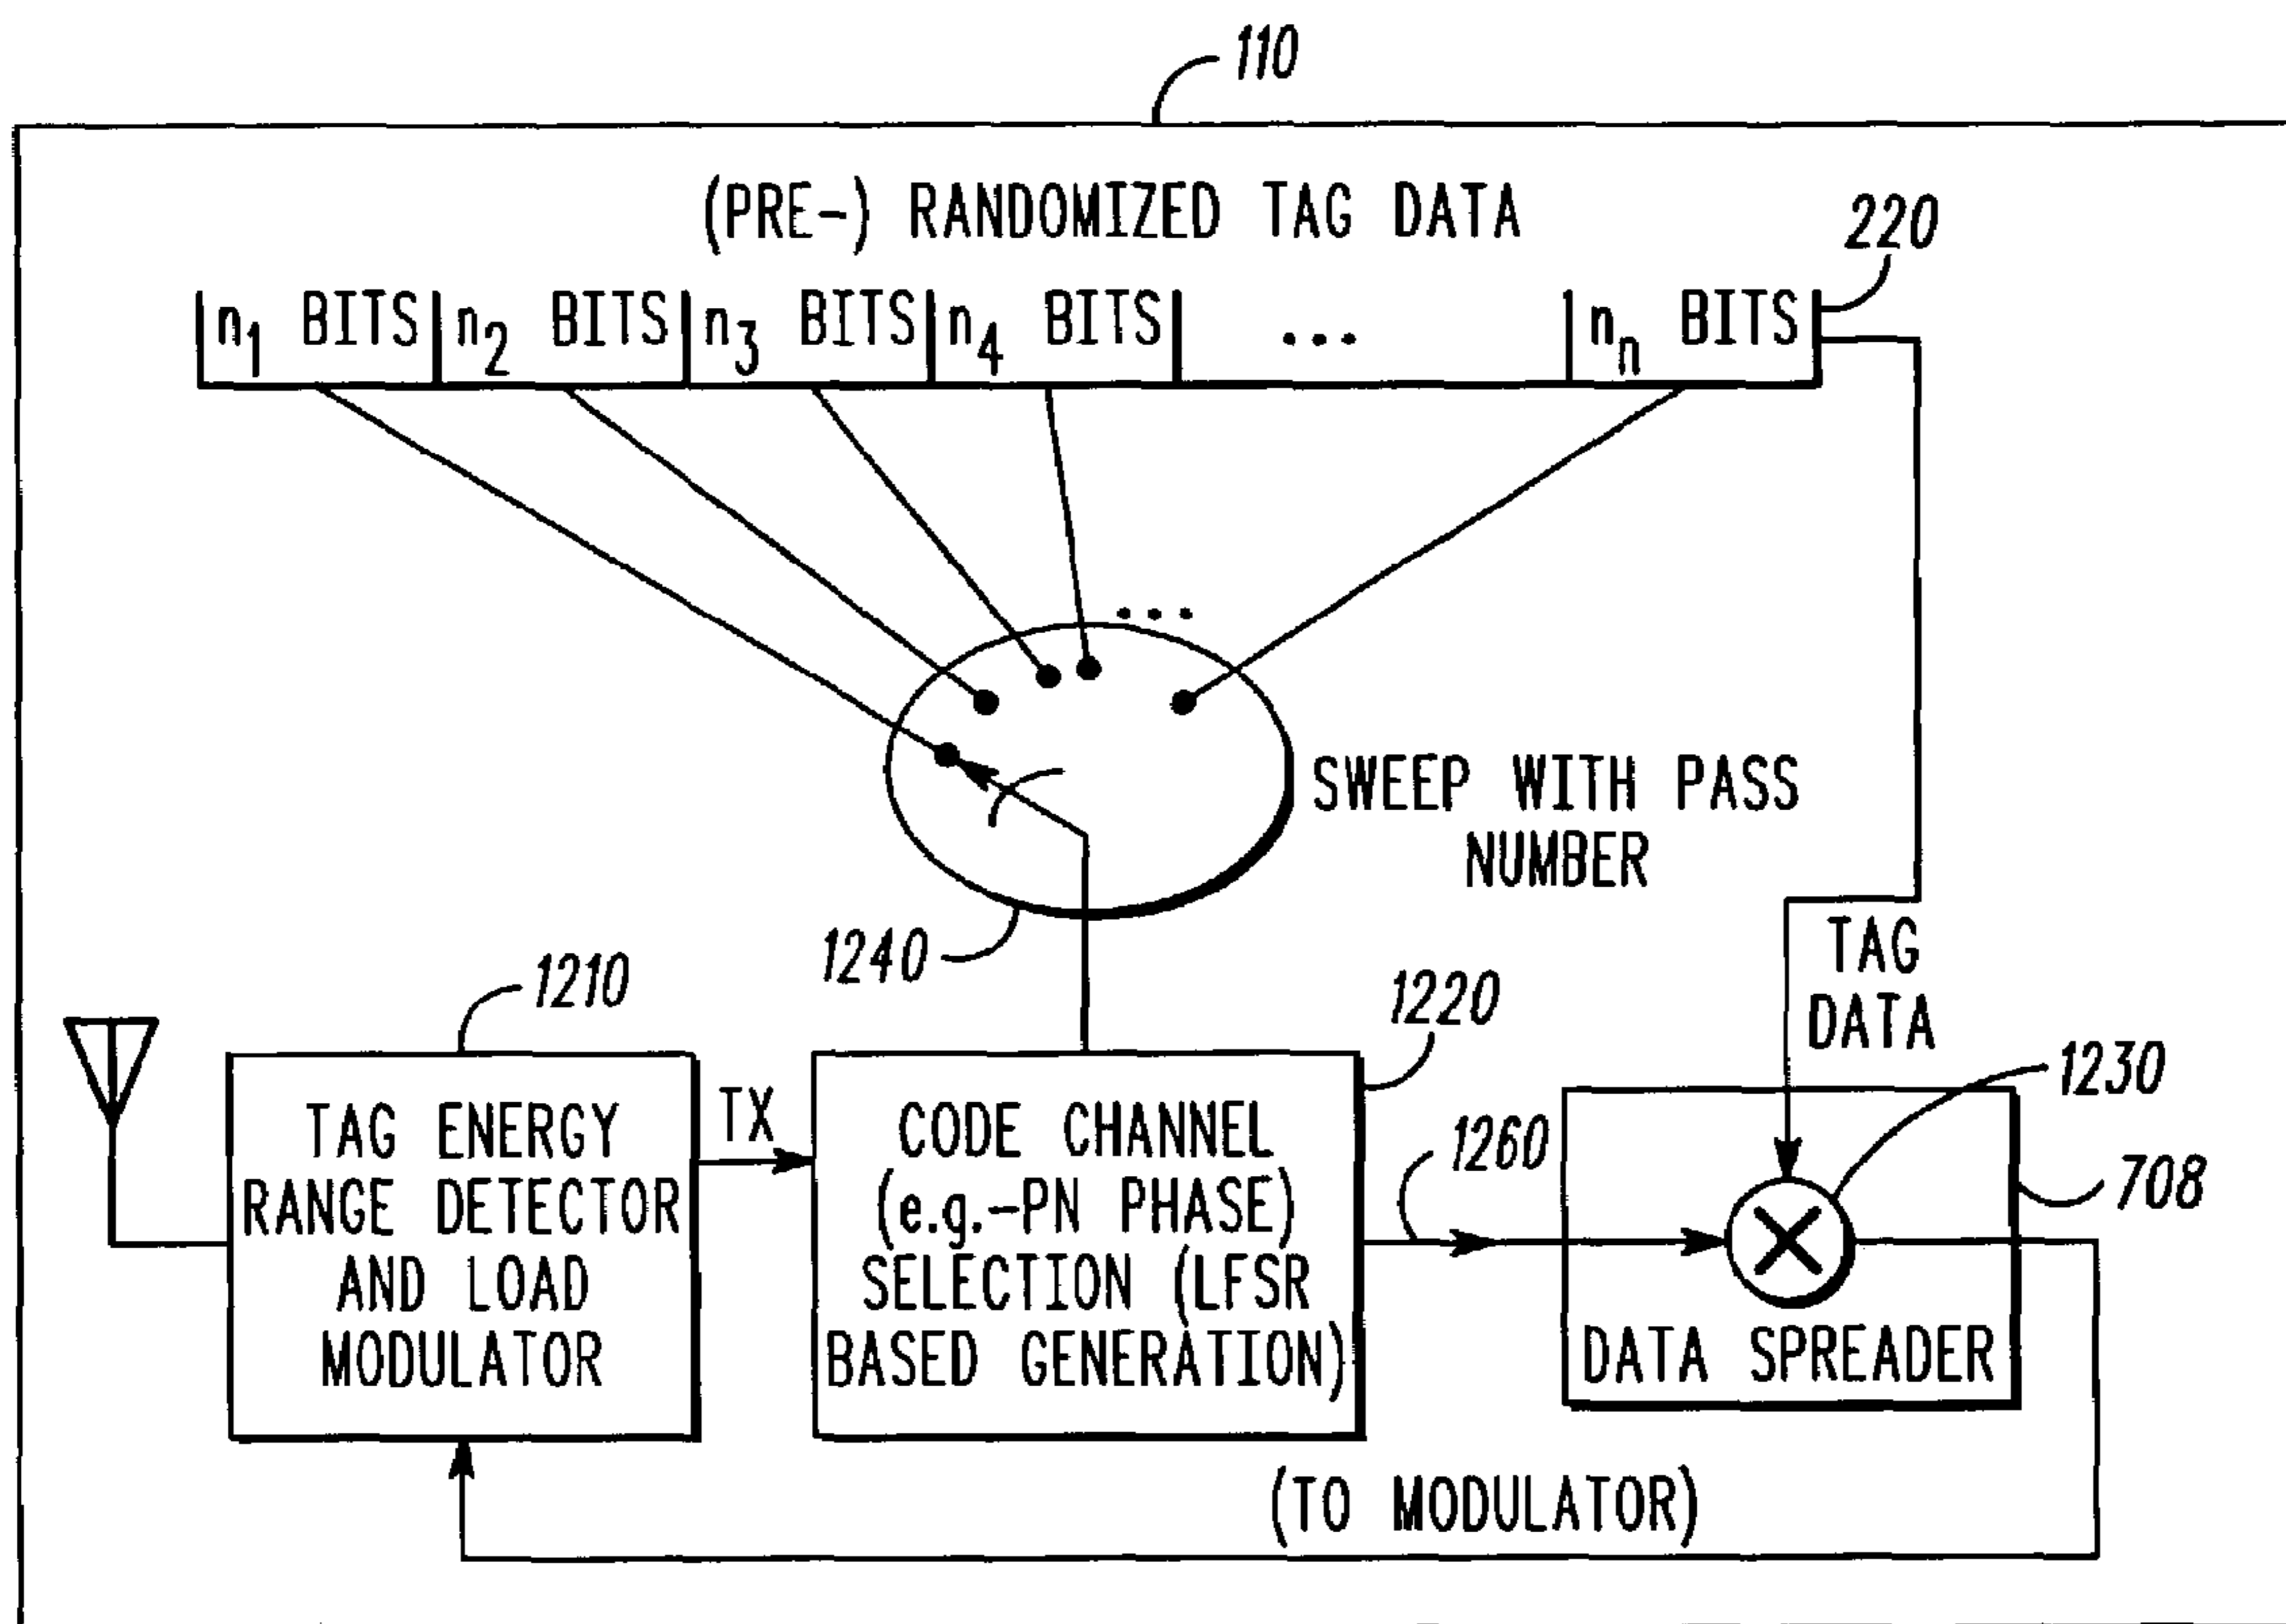 110
(PRE-) RANDOMIZED TAG DATA
220
n1 BITS n2 BITS n3 BITS n4 BITS ... nn BITS
...
SWEEP WITH PASS
NUMBER
1240
TAG
DATA
1210
1220
1230
TAG ENERGY
RANGE DETECTOR
AND LOAD
MODULATOR
TX
CODE CHANNEL
(e.g.-PN PHASE)
SELECTION (LFSR
BASED GENERATION)
1260
708
DATA SPREADER
(TO MODULATOR)